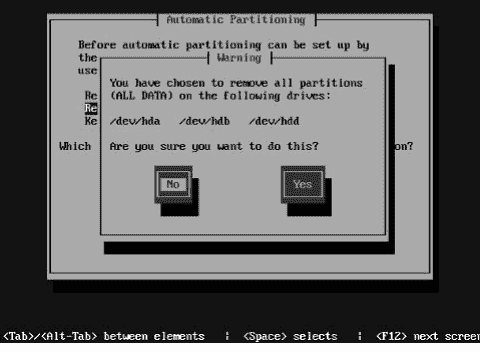 Automatic Partitioning
Before automatic partitioning can be set up by
the
use
Warning
You have chosen to remove all partitions
(ALL DATA) on the following drives:
Re
Re
Ke
/dev/hda /dev/hdb /dev/hdd
Which
Are you sure you want to do this?
on?
No
Yes
<Tab>/<Alt-Tab> between elements ¦ <Space> selects ¦ <F12> next screen